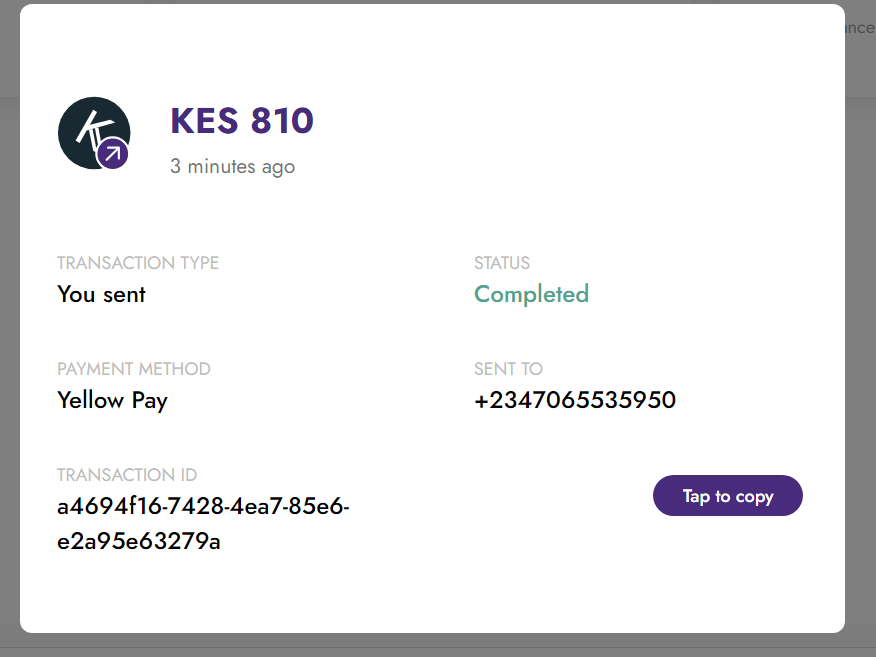 nce
KES 810
3 minutes ago
TRANSACTION TYPE
You sent
STATUS
Completed
PAYMENT METHOD
Yellow Pay
SENT TO
+2347065535950
TRANSACTION ID
a4694f16-7428-4ea7-85e6-
e2a95e63279a
Tap to copy